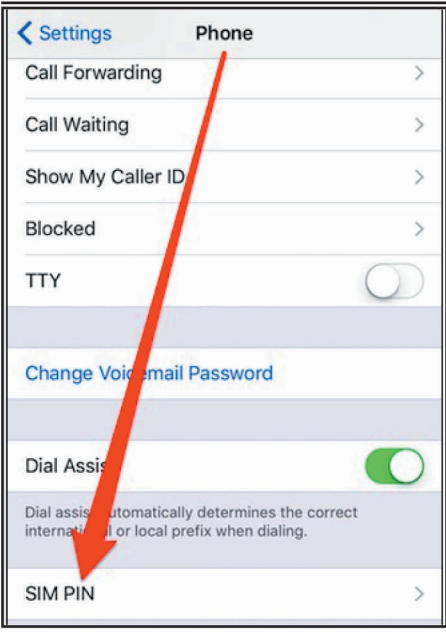 Settings Phone
Call Forwarding
Call Waiting
Show My Caller ID
Blocked
TTY
Change Voicemail Password
Dial Assist
Dial assist automatically determines the correct
international or local prefix when dialing.
SIM PIN